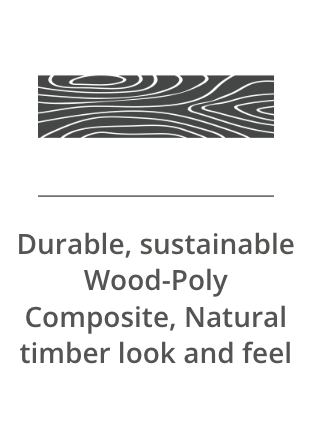 Durable, sustainable
Wood-Poly
Composite, Natural
timber look and feel